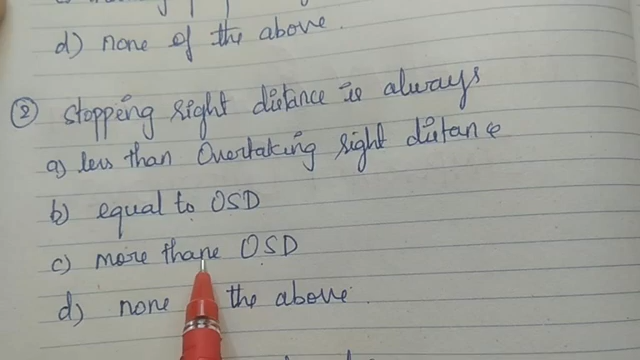 d) none of the above.
② Stopping sight distance is always
a) less than Overtaking sight distance
b) equal to OSD
c) more thane OSD
d) none the above.